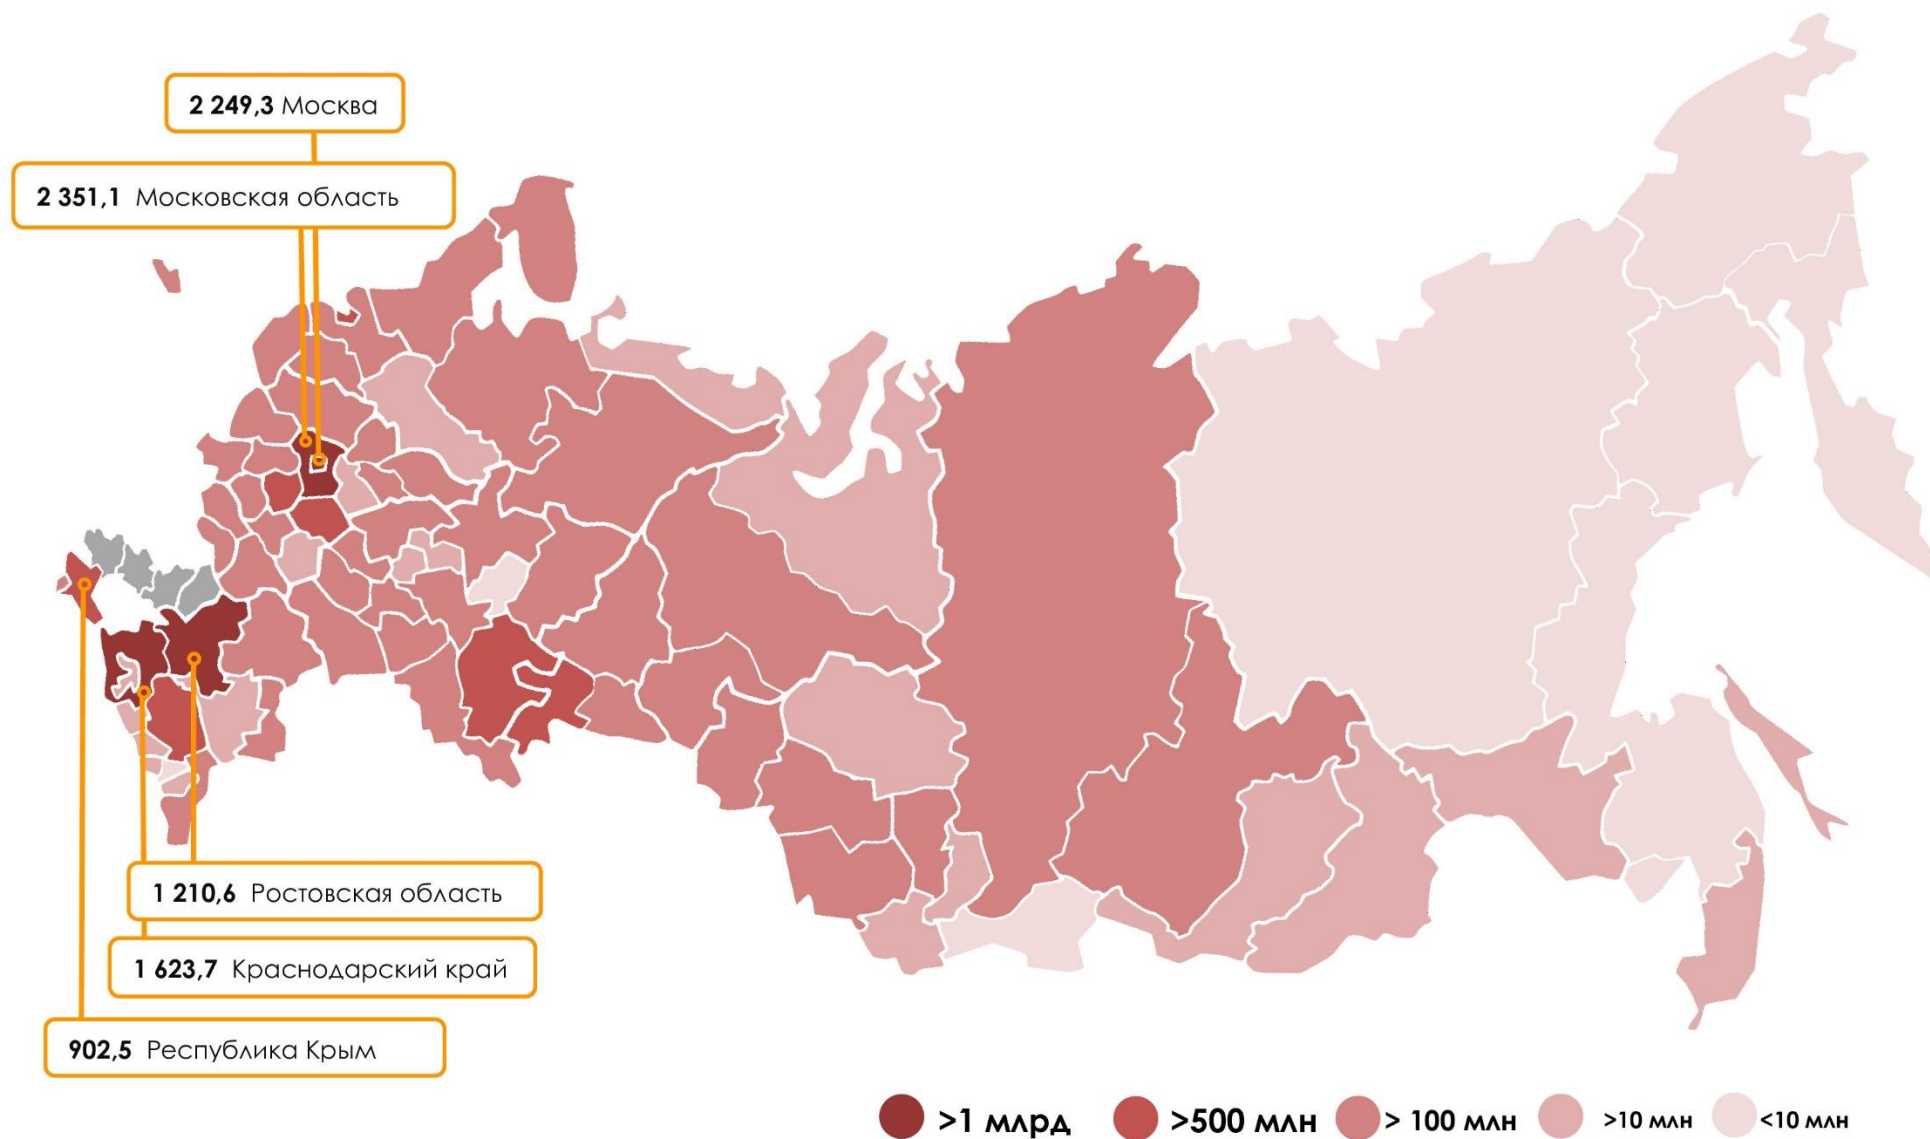 2 249,3 Москва
2 351,1 Московская область
1 210,6 Ростовская область
1 623,7 Краснодарский край
902,5 Республика Крым
>1 млрд >500 млн > 100 млн >10 млн <10 млн